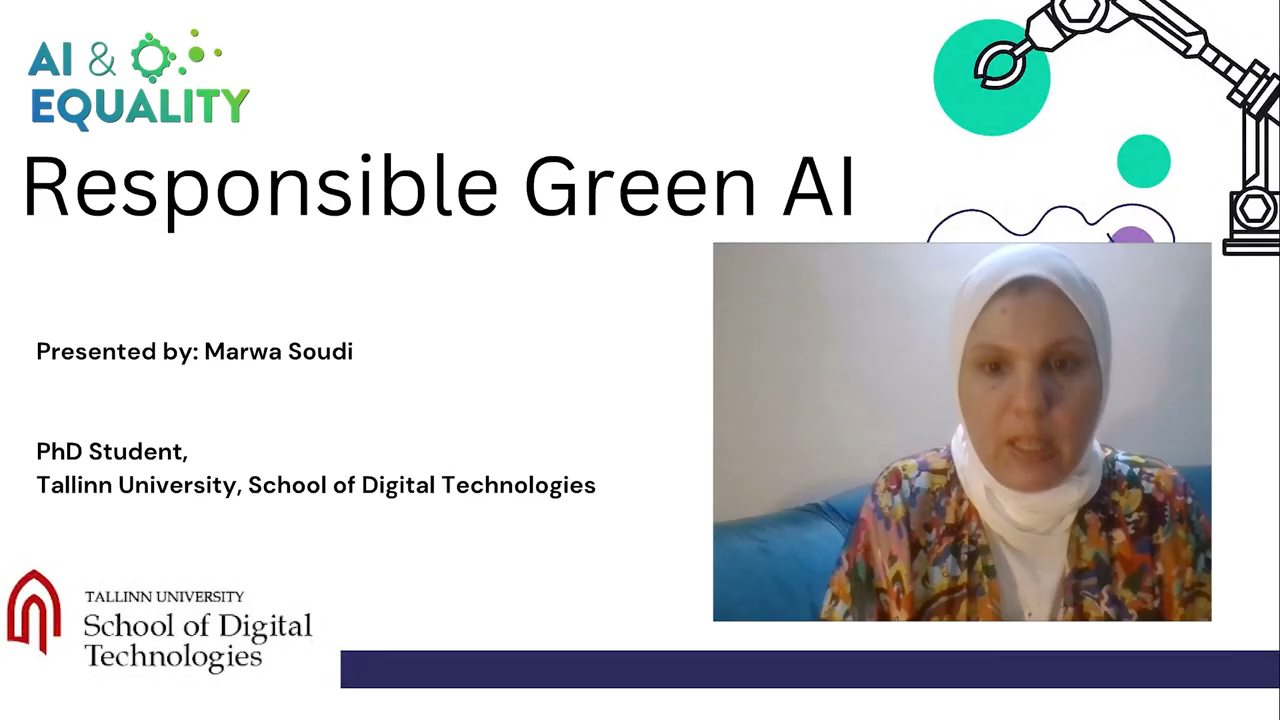 AI &
EQUALITY
Responsible Green AI
Presented by: Marwa Soudi
PhD Student,
Tallinn University, School of Digital Technologies
TALLINN UNIVERSITY
School of Digital
Technologies